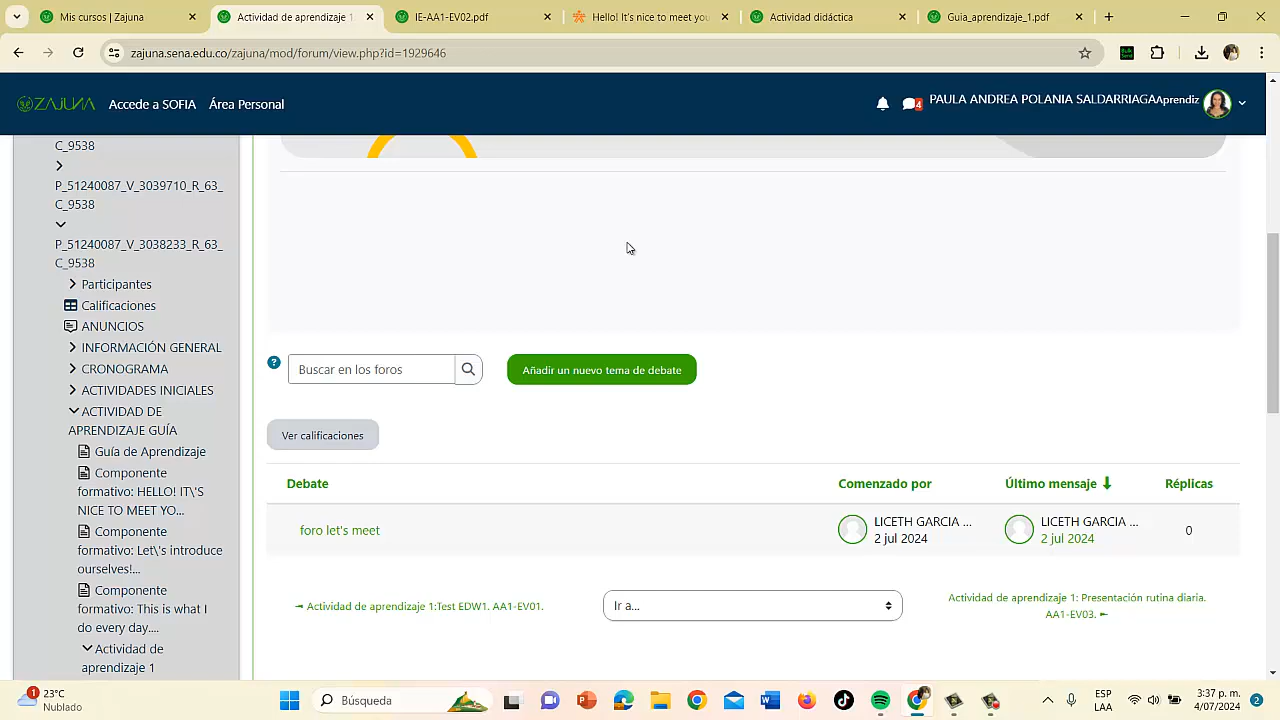 Mis cursos | Zajuna
Actividad de aprendizaje 1
IE-AA1-EV02.pdf
Hello! It's nice to meet you
Actividad didáctica
Guia_aprendizaje_1.pdf
zajuna.sena.edu.co/zajuna/mod/forum/view.php?id=1929646
ZAJUNA
Accede a SOFIA
Área Personal
4
PAULA ANDREA POLANIA SALDARRIAGA Aprendiz
C_9538
P_51240087_V_3039710_R_63_
C_9538
P_51240087_V_3038233_R_63_
C_9538
Participantes
Calificaciones
ANUNCIOS
INFORMACIÓN GENERAL
CRONOGRAMA
ACTIVIDADES INICIALES
ACTIVIDAD DE
APRENDIZAJE GUÍA
Guía de Aprendizaje
Componente
formativo: HELLO! IT\'S
NICE TO MEET YO...
Componente
formativo: Let\'s introduce
ourselves!...
Componente
formativo: This is what I
do every day....
Actividad de
aprendizaje 1
Buscar en los foros
Añadir un nuevo tema de debate
Ver calificaciones
Debate
Comenzado por
Último mensaje
Réplicas
foro let's meet
LICETH GARCIA ...
2 jul 2024
LICETH GARCIA ...
2 jul 2024
0
◄ Actividad de aprendizaje 1:Test EDW1. AA1-EV01.
Ir a...
Actividad de aprendizaje 1: Presentación rutina diaria.
AA1-EV03. ►
1
23°C
Nublado
Búsqueda
ESP
LAA
3:37 p. m.
4/07/2024
2